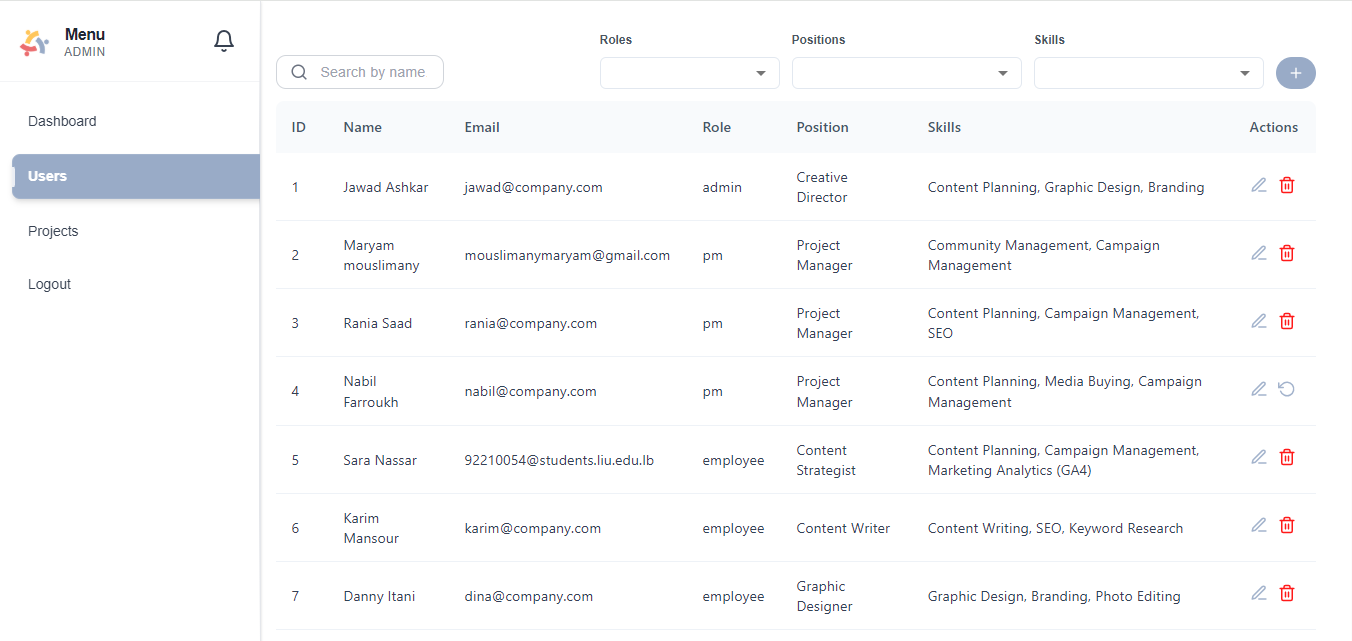 Menu
ADMIN
Dashboard
Users
Projects
Logout
Roles
Positions
Skills
Search by name
+
ID Name Email Role Position Skills Actions
1 Jawad Ashkar jawad@company.com admin Creative
Director Content Planning, Graphic Design, Branding
2 Maryam
mouslimany mouslimanymaryam@gmail.com pm Project
Manager Community Management, Campaign
Management
3 Rania Saad rania@company.com pm Project
Manager Content Planning, Campaign Management,
SEO
4 Nabil
Farroukh nabil@company.com pm Project
Manager Content Planning, Media Buying, Campaign
Management
5 Sara Nassar 92210054@students.liu.edu.lb employee Content
Strategist Content Planning, Campaign Management,
Marketing Analytics (GA4)
6 Karim
Mansour karim@company.com employee Content Writer Content Writing, SEO, Keyword Research
7 Danny Itani dina@company.com employee Graphic
Designer Graphic Design, Branding, Photo Editing